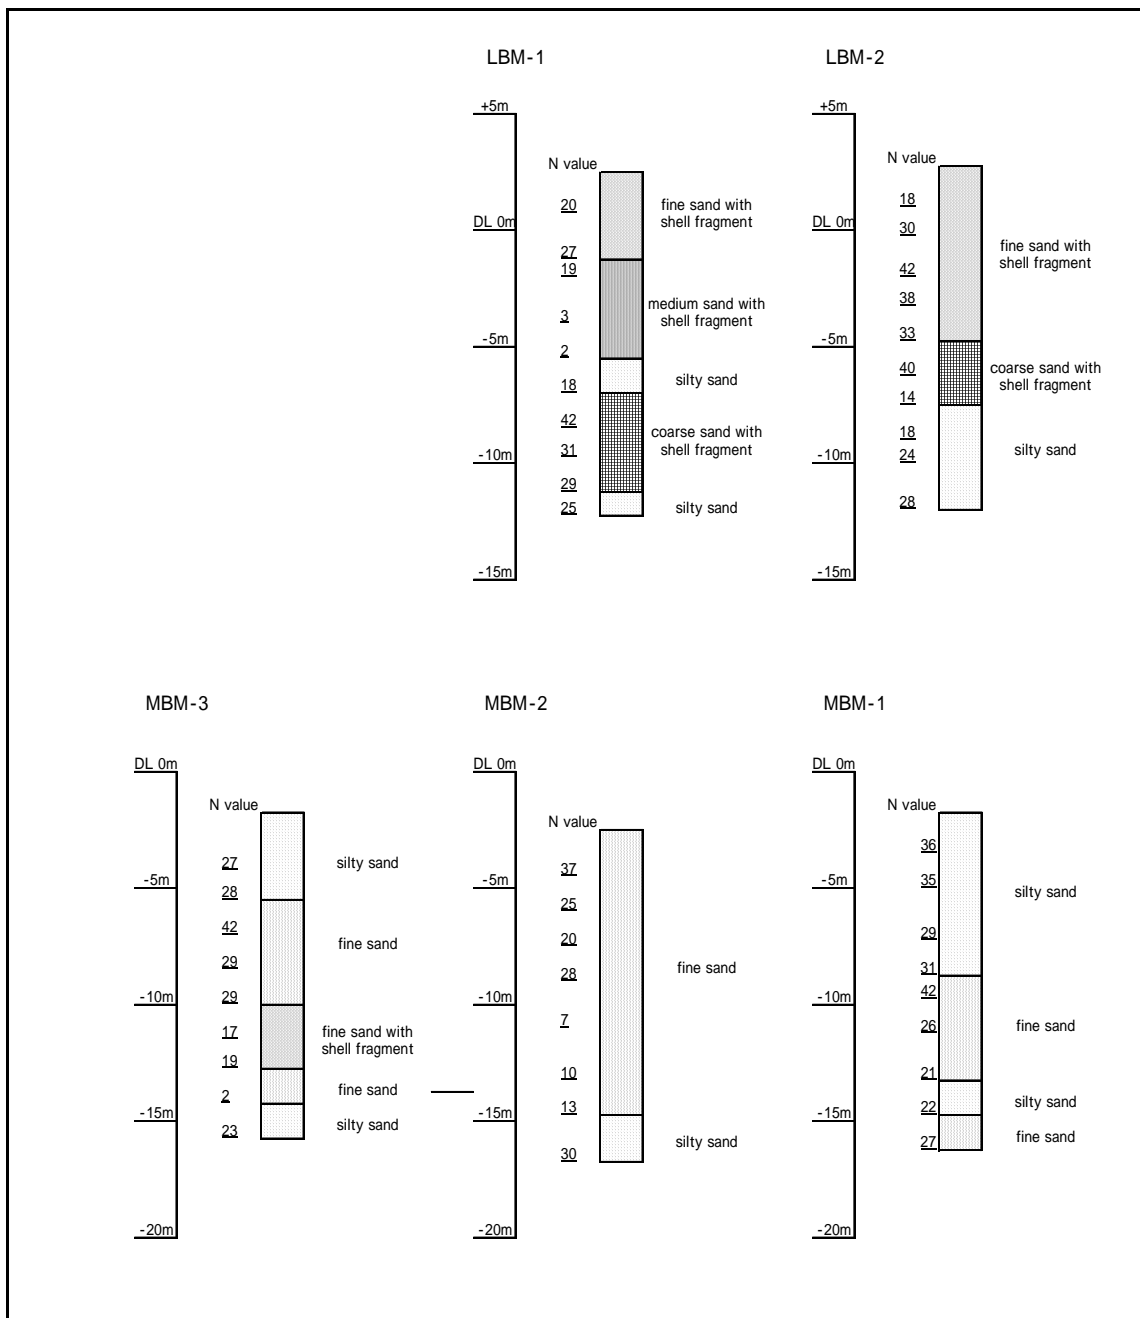 LBM-1
+5m
N value
20
fine sand with
shell fragment
DL 0m
27
19
medium sand with
shell fragment
3
-5m
2
silty sand
18
42
coarse sand with
shell fragment
31
-10m
29
25
silty sand
-15m
LBM-2
+5m
N value
18
DL 0m
30
fine sand with
shell fragment
42
38
33
-5m
40
coarse sand with
shell fragment
14
18
24
silty sand
-10m
28
-15m
MBM-3
DL 0m
N value
27
silty sand
-5m
28
42
fine sand
29
29
-10m
17
fine sand with
shell fragment
19
2
fine sand
-15m
23
silty sand
-20m
MBM-2
DL 0m
N value
37
-5m
25
20
28
fine sand
-10m
7
10
13
-15m
30
silty sand
-20m
MBM-1
DL 0m
N value
36
35
-5m
silty sand
29
31
42
-10m
26
fine sand
21
22
silty sand
-15m
27
fine sand
-20m